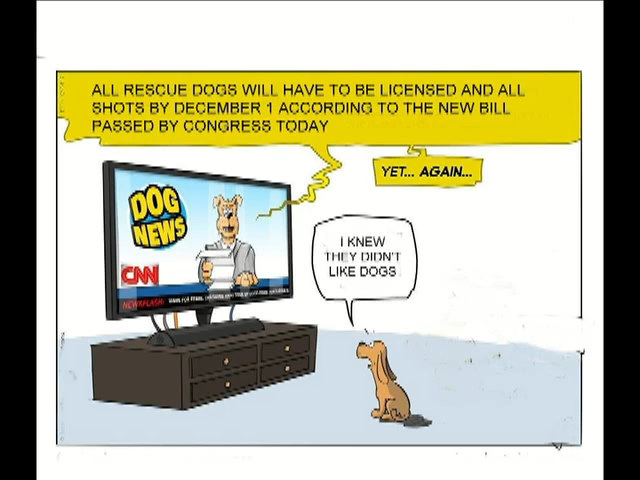 ALL RESCUE DOGS WILL HAVE TO BE LICENSED AND ALL
SHOTS BY DECEMBER 1 ACCORDING TO THE NEW BILL
PASSED BY CONGRESS TODAY
YET... AGAIN...
DOG
NEWS
CNN
NEWSFLASH:
I KNEW
THEY DIDN'T
LIKE DOGS